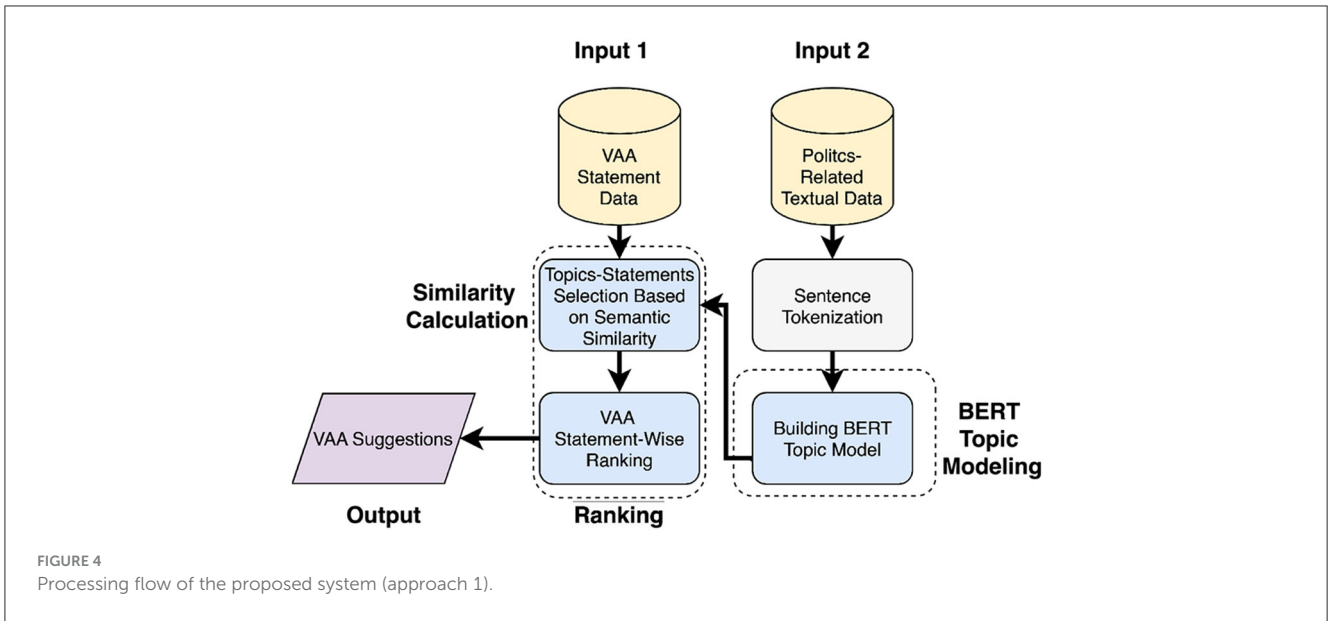 Input 1
Input 2
VAA
Statement
Data
Politcs-
Related
Textual Data
Similarity
Calculation
Topics-Statements
Selection Based
on Semantic
Similarity
Sentence
Tokenization
VAA Suggestions
VAA
Statement-Wise
Ranking
Building BERT
Topic Model
BERT
Topic
Modeling
Output
Ranking
FIGURE 4
Processing flow of the proposed system (approach 1).